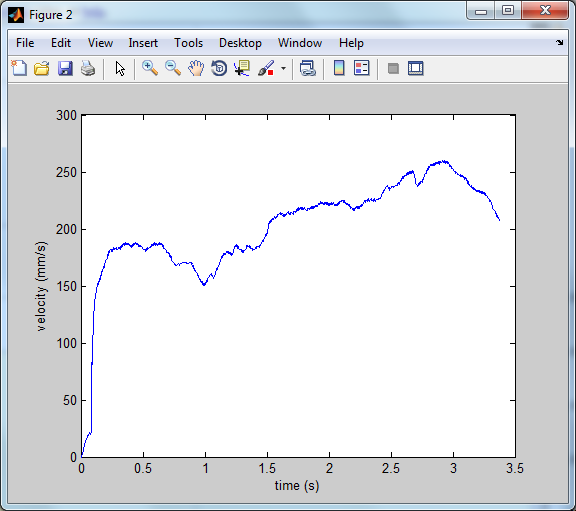 Figure 2
File Edit View Insert Tools Desktop Window Help
300
250
200
150
100
50
0
velocity (mm/s)
0 0.5 1 1.5 2 2.5 3 3.5
time (s)